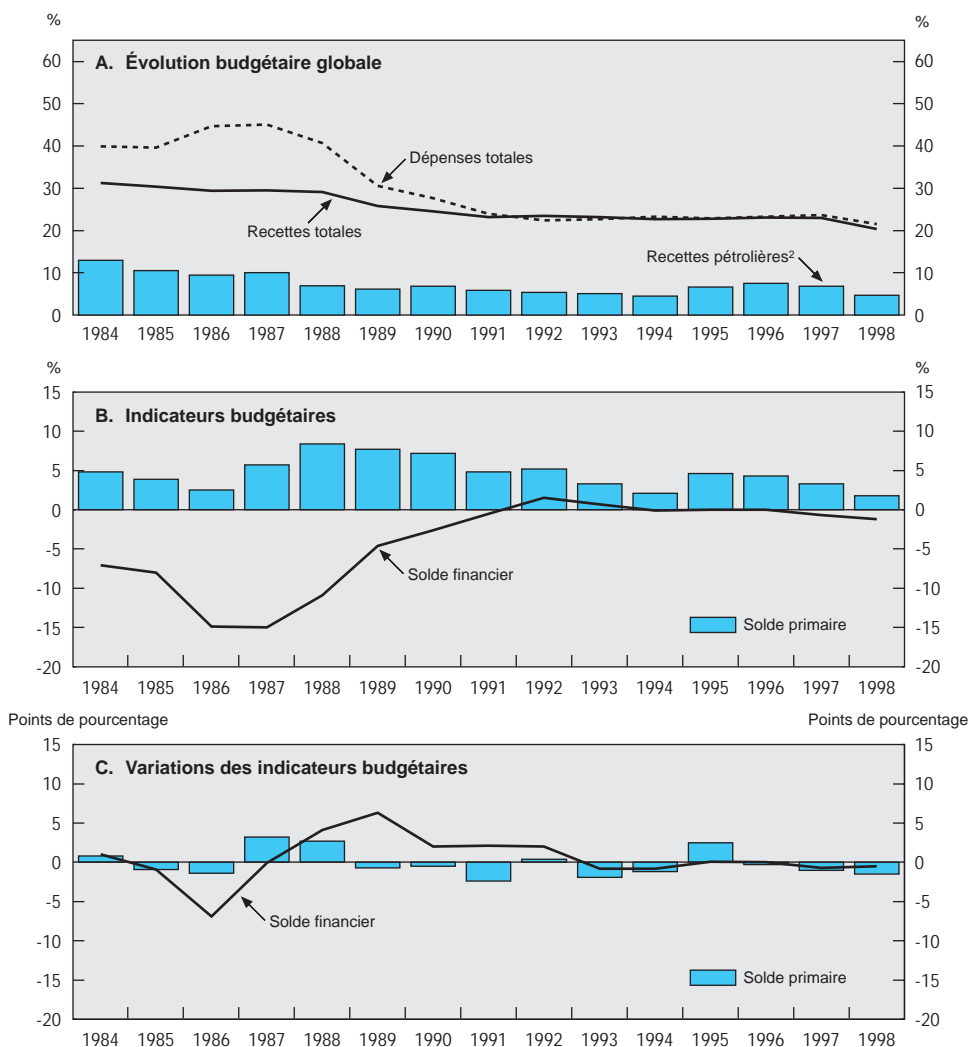 % %
A. Évolution budgétaire globale
60 60
50 50
40 40
Dépenses totales
30 30
Recettes totales
20 20
Recettes pétrolières²
10 10
0 0
1984 1985 1986 1987 1988 1989 1990 1991 1992 1993 1994 1995 1996 1997 1998
% %
15 15
B. Indicateurs budgétaires
10 10
5 5
0 0
-5 -5
Solde financier
-10 -10
-15 -15
Solde primaire
-20 -20
1984 1985 1986 1987 1988 1989 1990 1991 1992 1993 1994 1995 1996 1997 1998
Points de pourcentage Points de pourcentage
15 15
C. Variations des indicateurs budgétaires
10 10
5 5
0 0
-5 -5
Solde financier
-10 -10
-15 -15
Solde primaire
-20 -20
1984 1985 1986 1987 1988 1989 1990 1991 1992 1993 1994 1995 1996 1997 1998